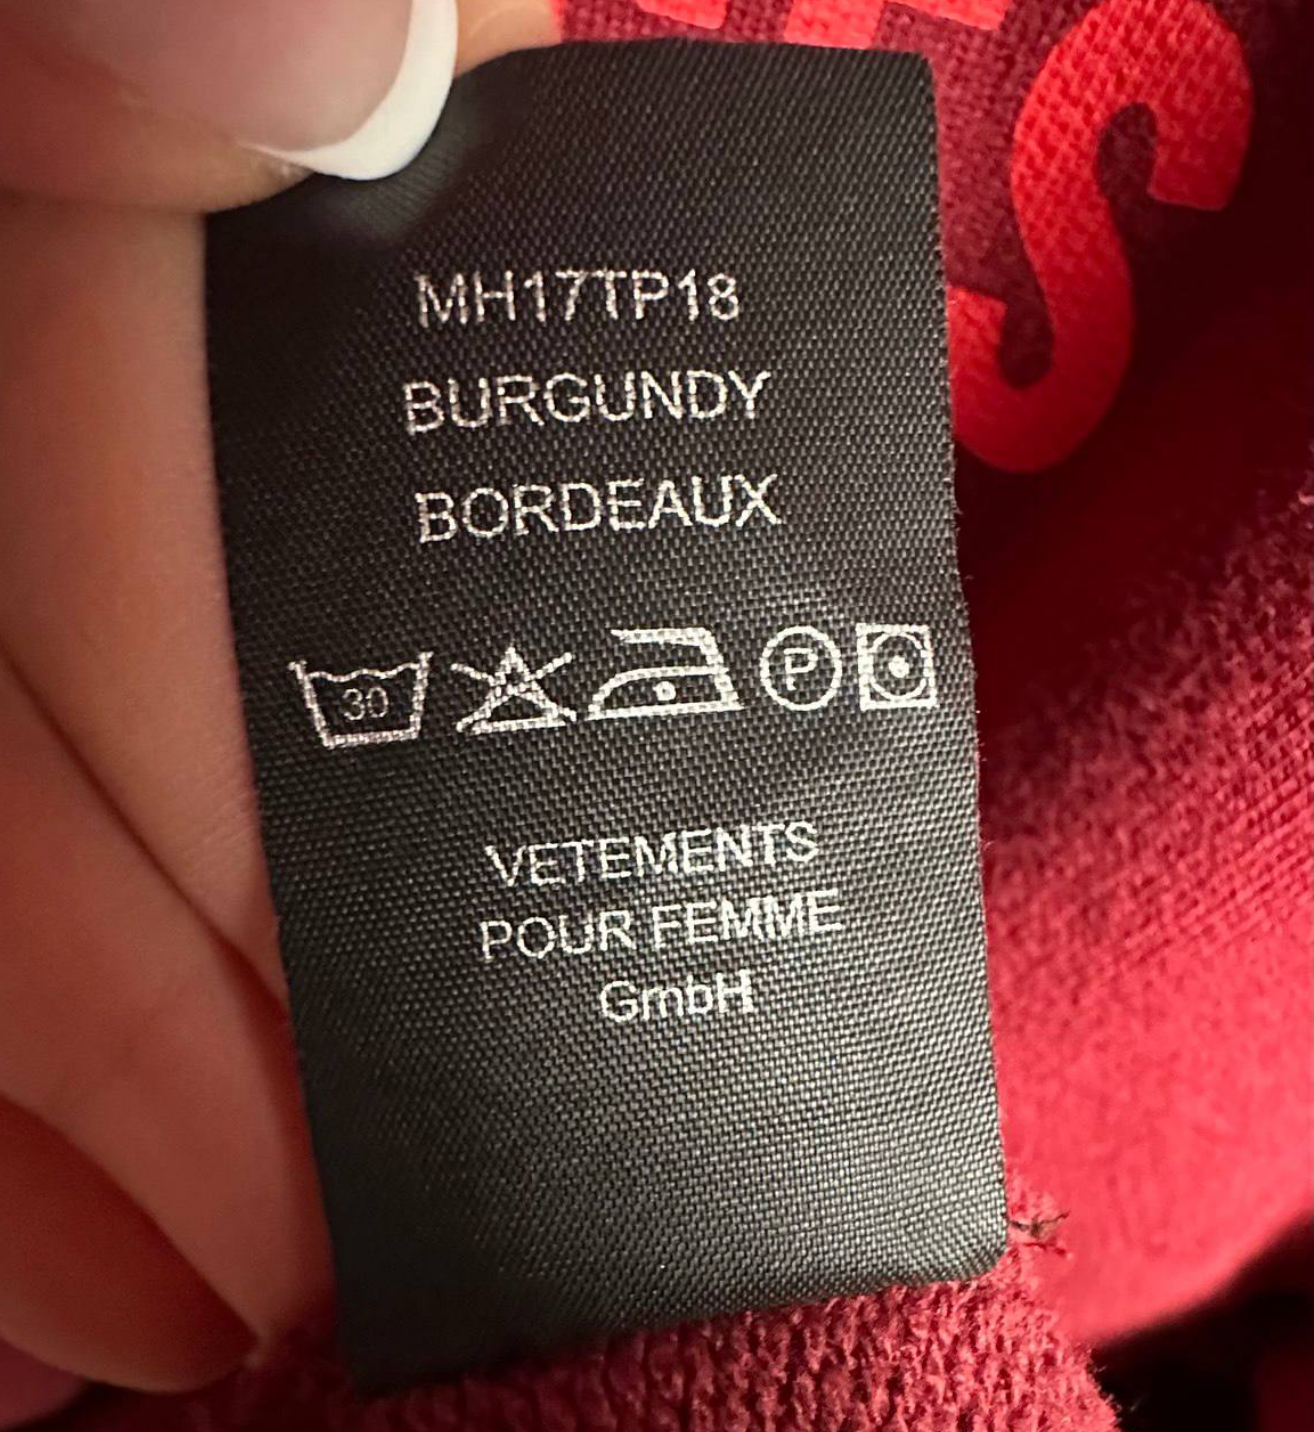 S
MH17TP18
BURGUNDY
BORDEAUX
30 P
VETEMENTS
POUR FEMME
GmbH